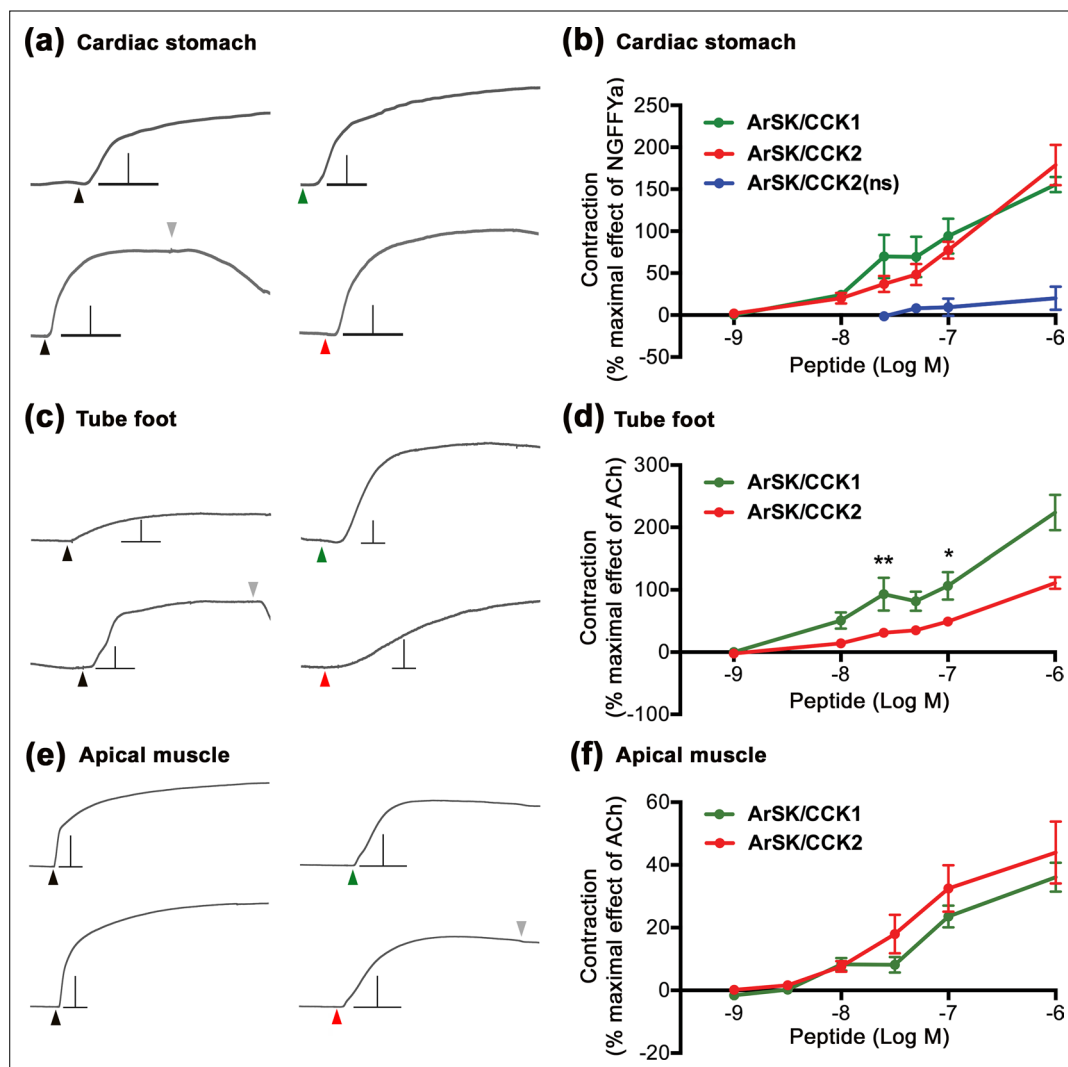 (a) Cardiac stomach
(b) Cardiac stomach
Contraction
(% maximal effect of NGFFYa)
250
200
150
100
50
0
-50
ArSK/CCK1
ArSK/CCK2
ArSK/CCK2(ns)
-9
-8
-7
-6
Peptide (Log M)
(c) Tube foot
(d) Tube foot
Contraction
(% maximal effect of ACh)
300
200
100
0
-100
ArSK/CCK1
ArSK/CCK2
**
*
-9
-8
-7
-6
Peptide (Log M)
(e) Apical muscle
(f) Apical muscle
Contraction
(% maximal effect of ACh)
60
40
20
0
-20
ArSK/CCK1
ArSK/CCK2
-9
-8
-7
-6
Peptide (Log M)